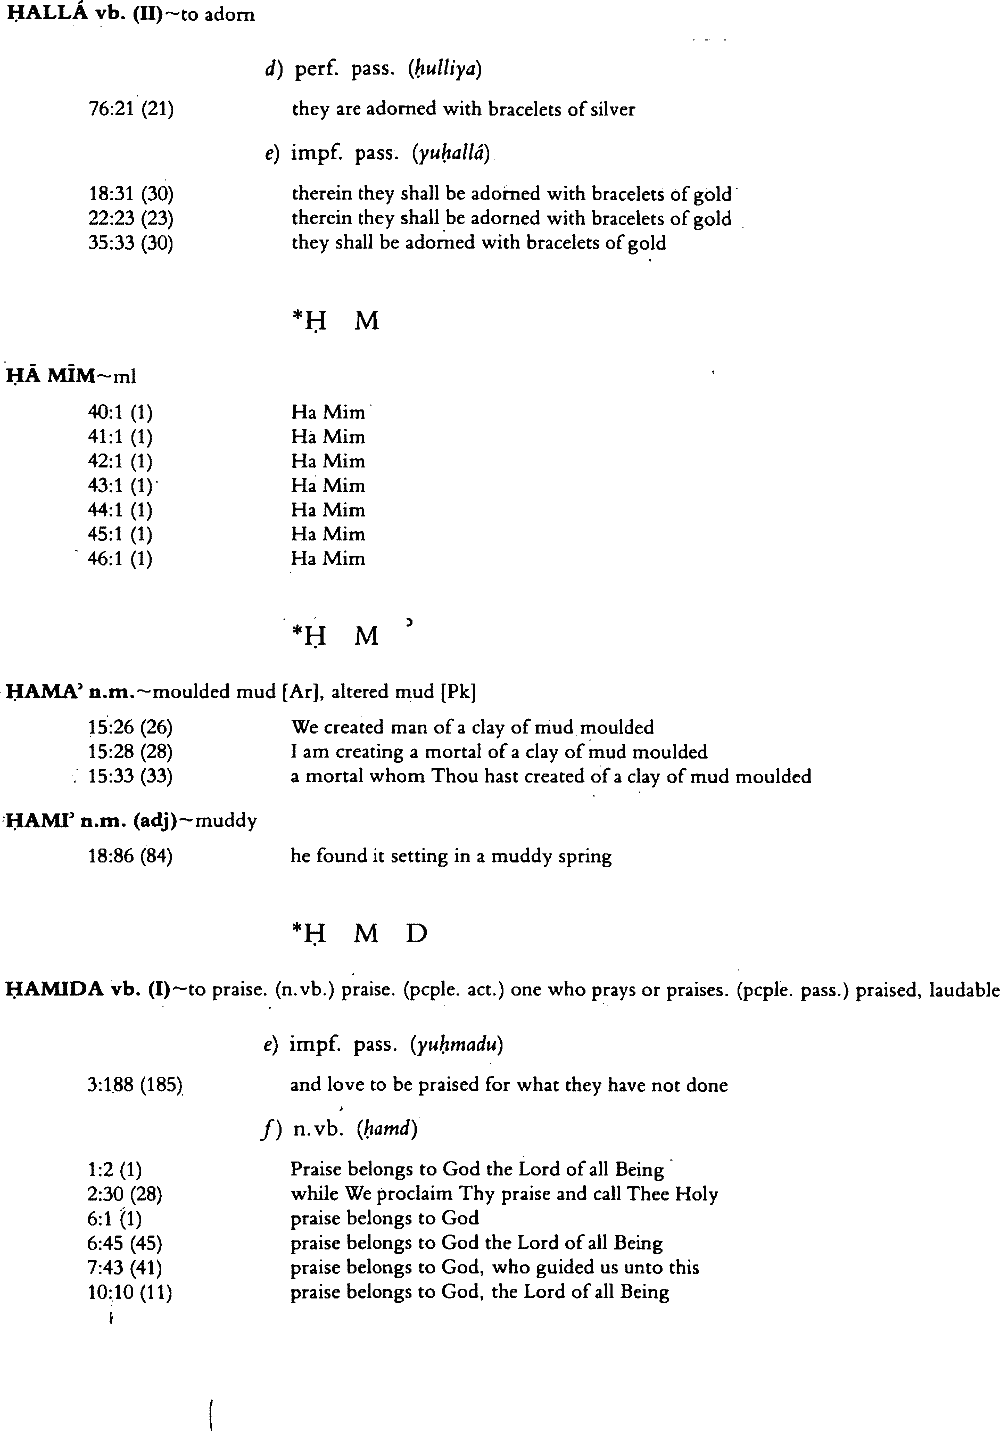 ḤALLÁ vb. (II)~to adorn
d) perf. pass. (ḥulliya)
76:21 (21) they are adorned with bracelets of silver
e) impf. pass. (yuḥallá)
18:31 (30) therein they shall be adorned with bracelets of gold
22:23 (23) therein they shall be adorned with bracelets of gold
35:33 (30) they shall be adorned with bracelets of gold
*Ḥ M
ḤĀ MĪM~ml
40:1 (1) Ha Mim
41:1 (1) Ha Mim
42:1 (1) Ha Mim
43:1 (1) Ha Mim
44:1 (1) Ha Mim
45:1 (1) Ha Mim
46:1 (1) Ha Mim
*Ḥ M ʾ
ḤAMAʾ n.m.~moulded mud [Ar], altered mud [Pk]
15:26 (26) We created man of a clay of mud moulded
15:28 (28) I am creating a mortal of a clay of mud moulded
15:33 (33) a mortal whom Thou hast created of a clay of mud moulded
ḤAMIʾ n.m. (adj)~muddy
18:86 (84) he found it setting in a muddy spring
*Ḥ M D
ḤAMIDA vb. (I)~to praise. (n.vb.) praise. (pcple. act.) one who prays or praises. (pcple. pass.) praised, laudable
e) impf. pass. (yuḥmadu)
3:188 (185) and love to be praised for what they have not done
f) n.vb. (ḥamd)
1:2 (1) Praise belongs to God the Lord of all Being
2:30 (28) while We proclaim Thy praise and call Thee Holy
6:1 (1) praise belongs to God
6:45 (45) praise belongs to God the Lord of all Being
7:43 (41) praise belongs to God, who guided us unto this
10:10 (11) praise belongs to God, the Lord of all Being